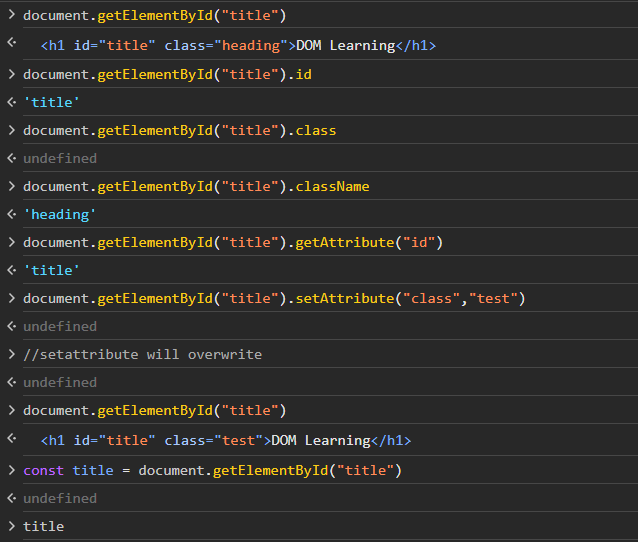 document.getElementById("title")
<h1 id="title" class="heading">DOM Learning</h1>
document.getElementById("title").id
'title'
document.getElementById("title").class
undefined
document.getElementById("title").className
'heading'
document.getElementById("title").getAttribute("id")
'title'
document.getElementById("title").setAttribute("class","test")
undefined
//setattribute will overwrite
undefined
document.getElementById("title")
<h1 id="title" class="test">DOM Learning</h1>
const title = document.getElementById("title")
undefined
title